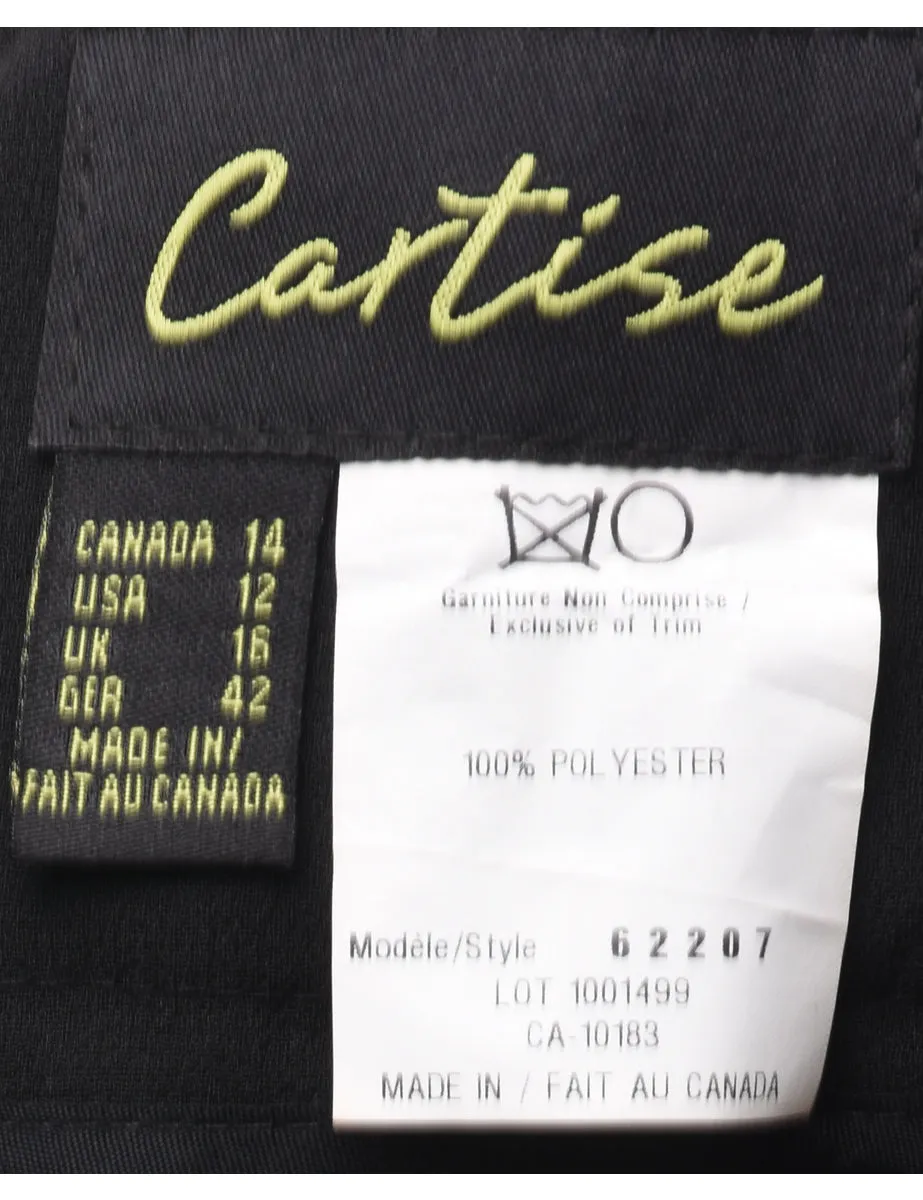 Cartise
CANADA 14
USA 12
UK 16
GER 42
MADE IN/
FAIT AU CANADA
Garniture Non Comprise /
Exclusive of Trim
100% POLYESTER
Modèle/Style 62207
LOT 1001499
CA-10183
MADE IN / FAIT AU CANADA